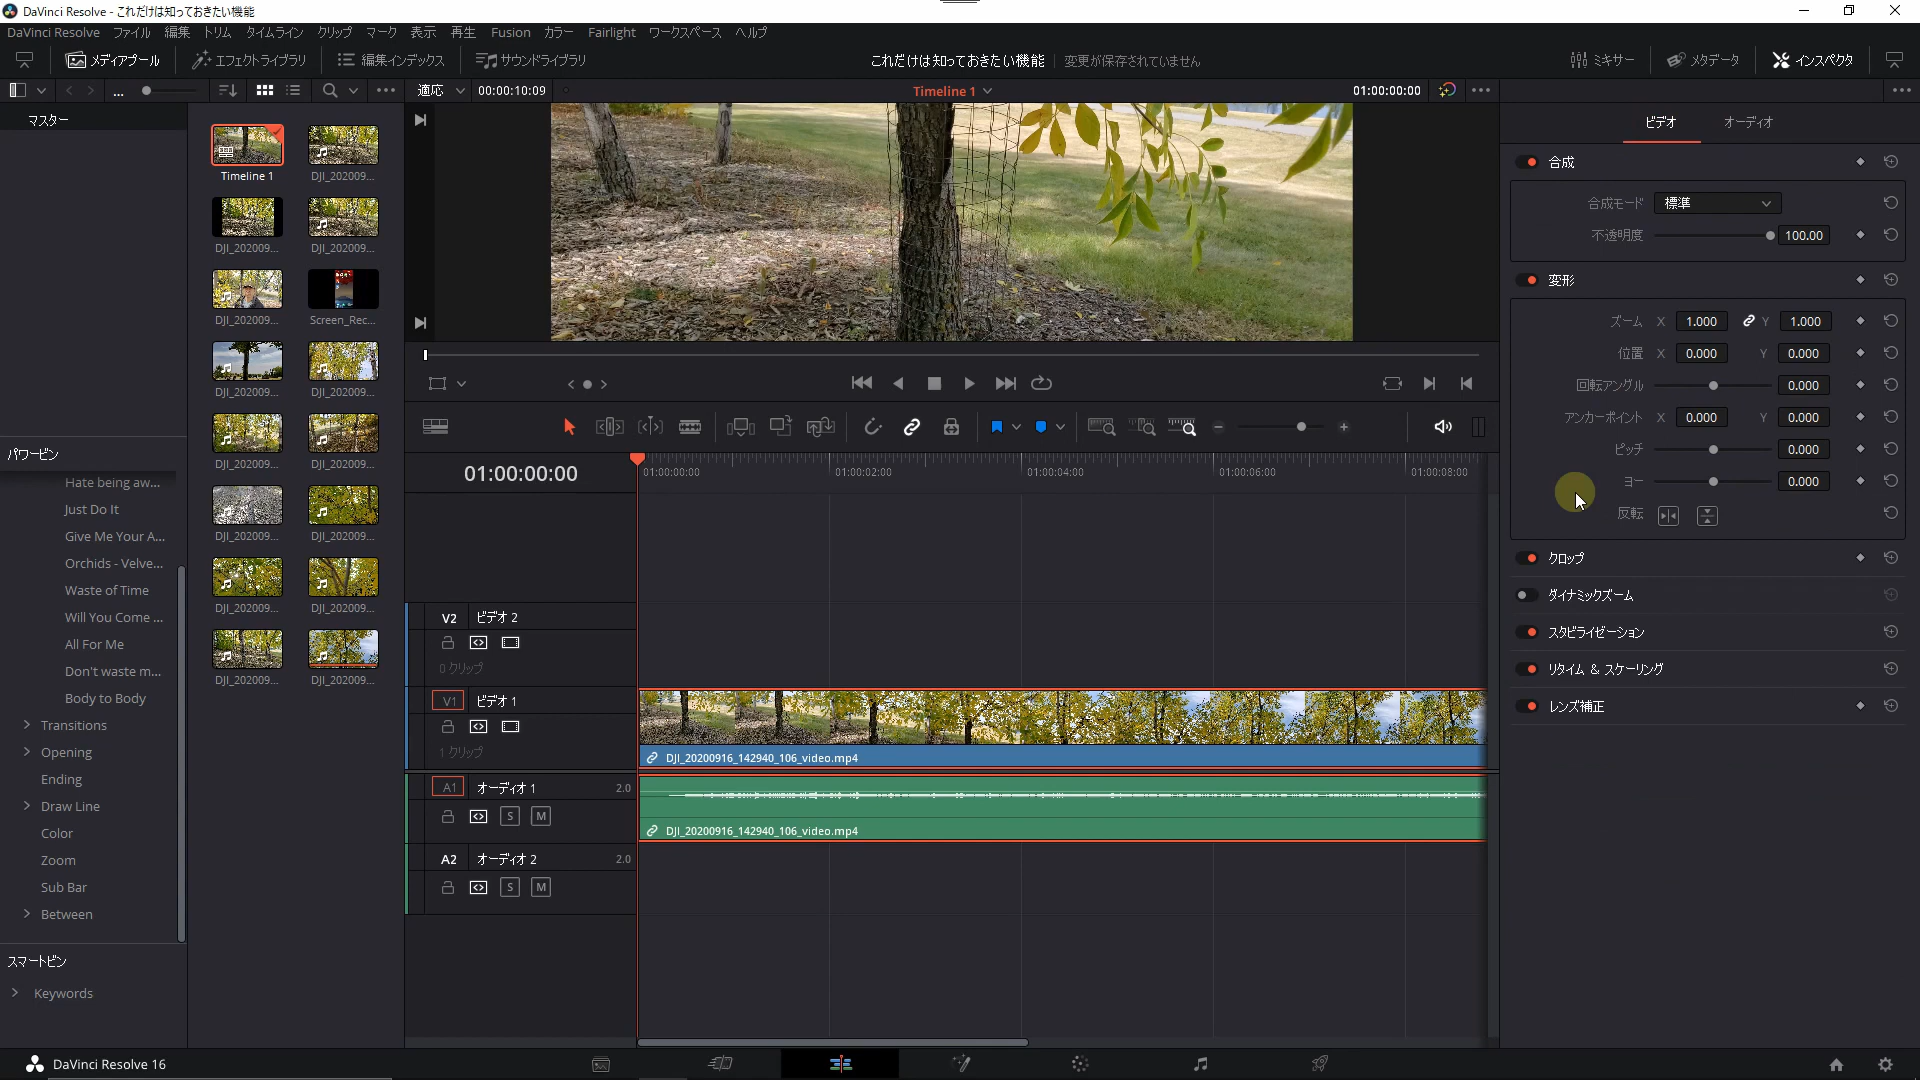 DaVinci Resolve - これだけは知っておきたい機能
DaVinci Resolve ファイル 編集 トリム タイムライン クリップ マーク 表示 再生 Fusion カラー Fairlight ワークスペース ヘルプ
メディアプール エフェクトライブラリ 編集インデックス サウンドライブラリ これだけは知っておきたい機能 変更が保存されていません ミキサー メタデータ インスペクタ
... 適応 00:00:10:09 Timeline 1 01:00:00:00
マスター
Timeline 1 DJI_202009...
DJI_202009... DJI_202009...
DJI_202009... Screen_Rec...
DJI_202009... DJI_202009...
DJI_202009... DJI_202009...
DJI_202009... DJI_202009...
DJI_202009... DJI_202009...
DJI_202009... DJI_202009...
パワービン
Hate being aw...
Just Do It
Give Me Your A...
Orchids - Velve...
Waste of Time
Will You Come ...
All For Me
Don't waste m...
Body to Body
Transitions
Opening
Ending
Draw Line
Color
Zoom
Sub Bar
Between
スマートビン
Keywords
01:00:00:00
01:00:00:00 01:00:02:00 01:00:04:00 01:00:06:00 01:00:08:00
V2 ビデオ 2
0 クリップ
V1 ビデオ 1
1 クリップ
DJI_20200916_142940_106_video.mp4
A1 オーディオ 1 2.0
S M
DJI_20200916_142940_106_video.mp4
A2 オーディオ 2 2.0
S M
ビデオ オーディオ
合成
合成モード 標準
不透明度 100.00
変形
ズーム X 1.000 Y 1.000
位置 X 0.000 Y 0.000
回転アングル 0.000
アンカーポイント X 0.000 Y 0.000
ピッチ 0.000
ヨー 0.000
反転
クロップ
ダイナミックズーム
スタビライゼーション
リタイム & スケーリング
レンズ補正
DaVinci Resolve 16